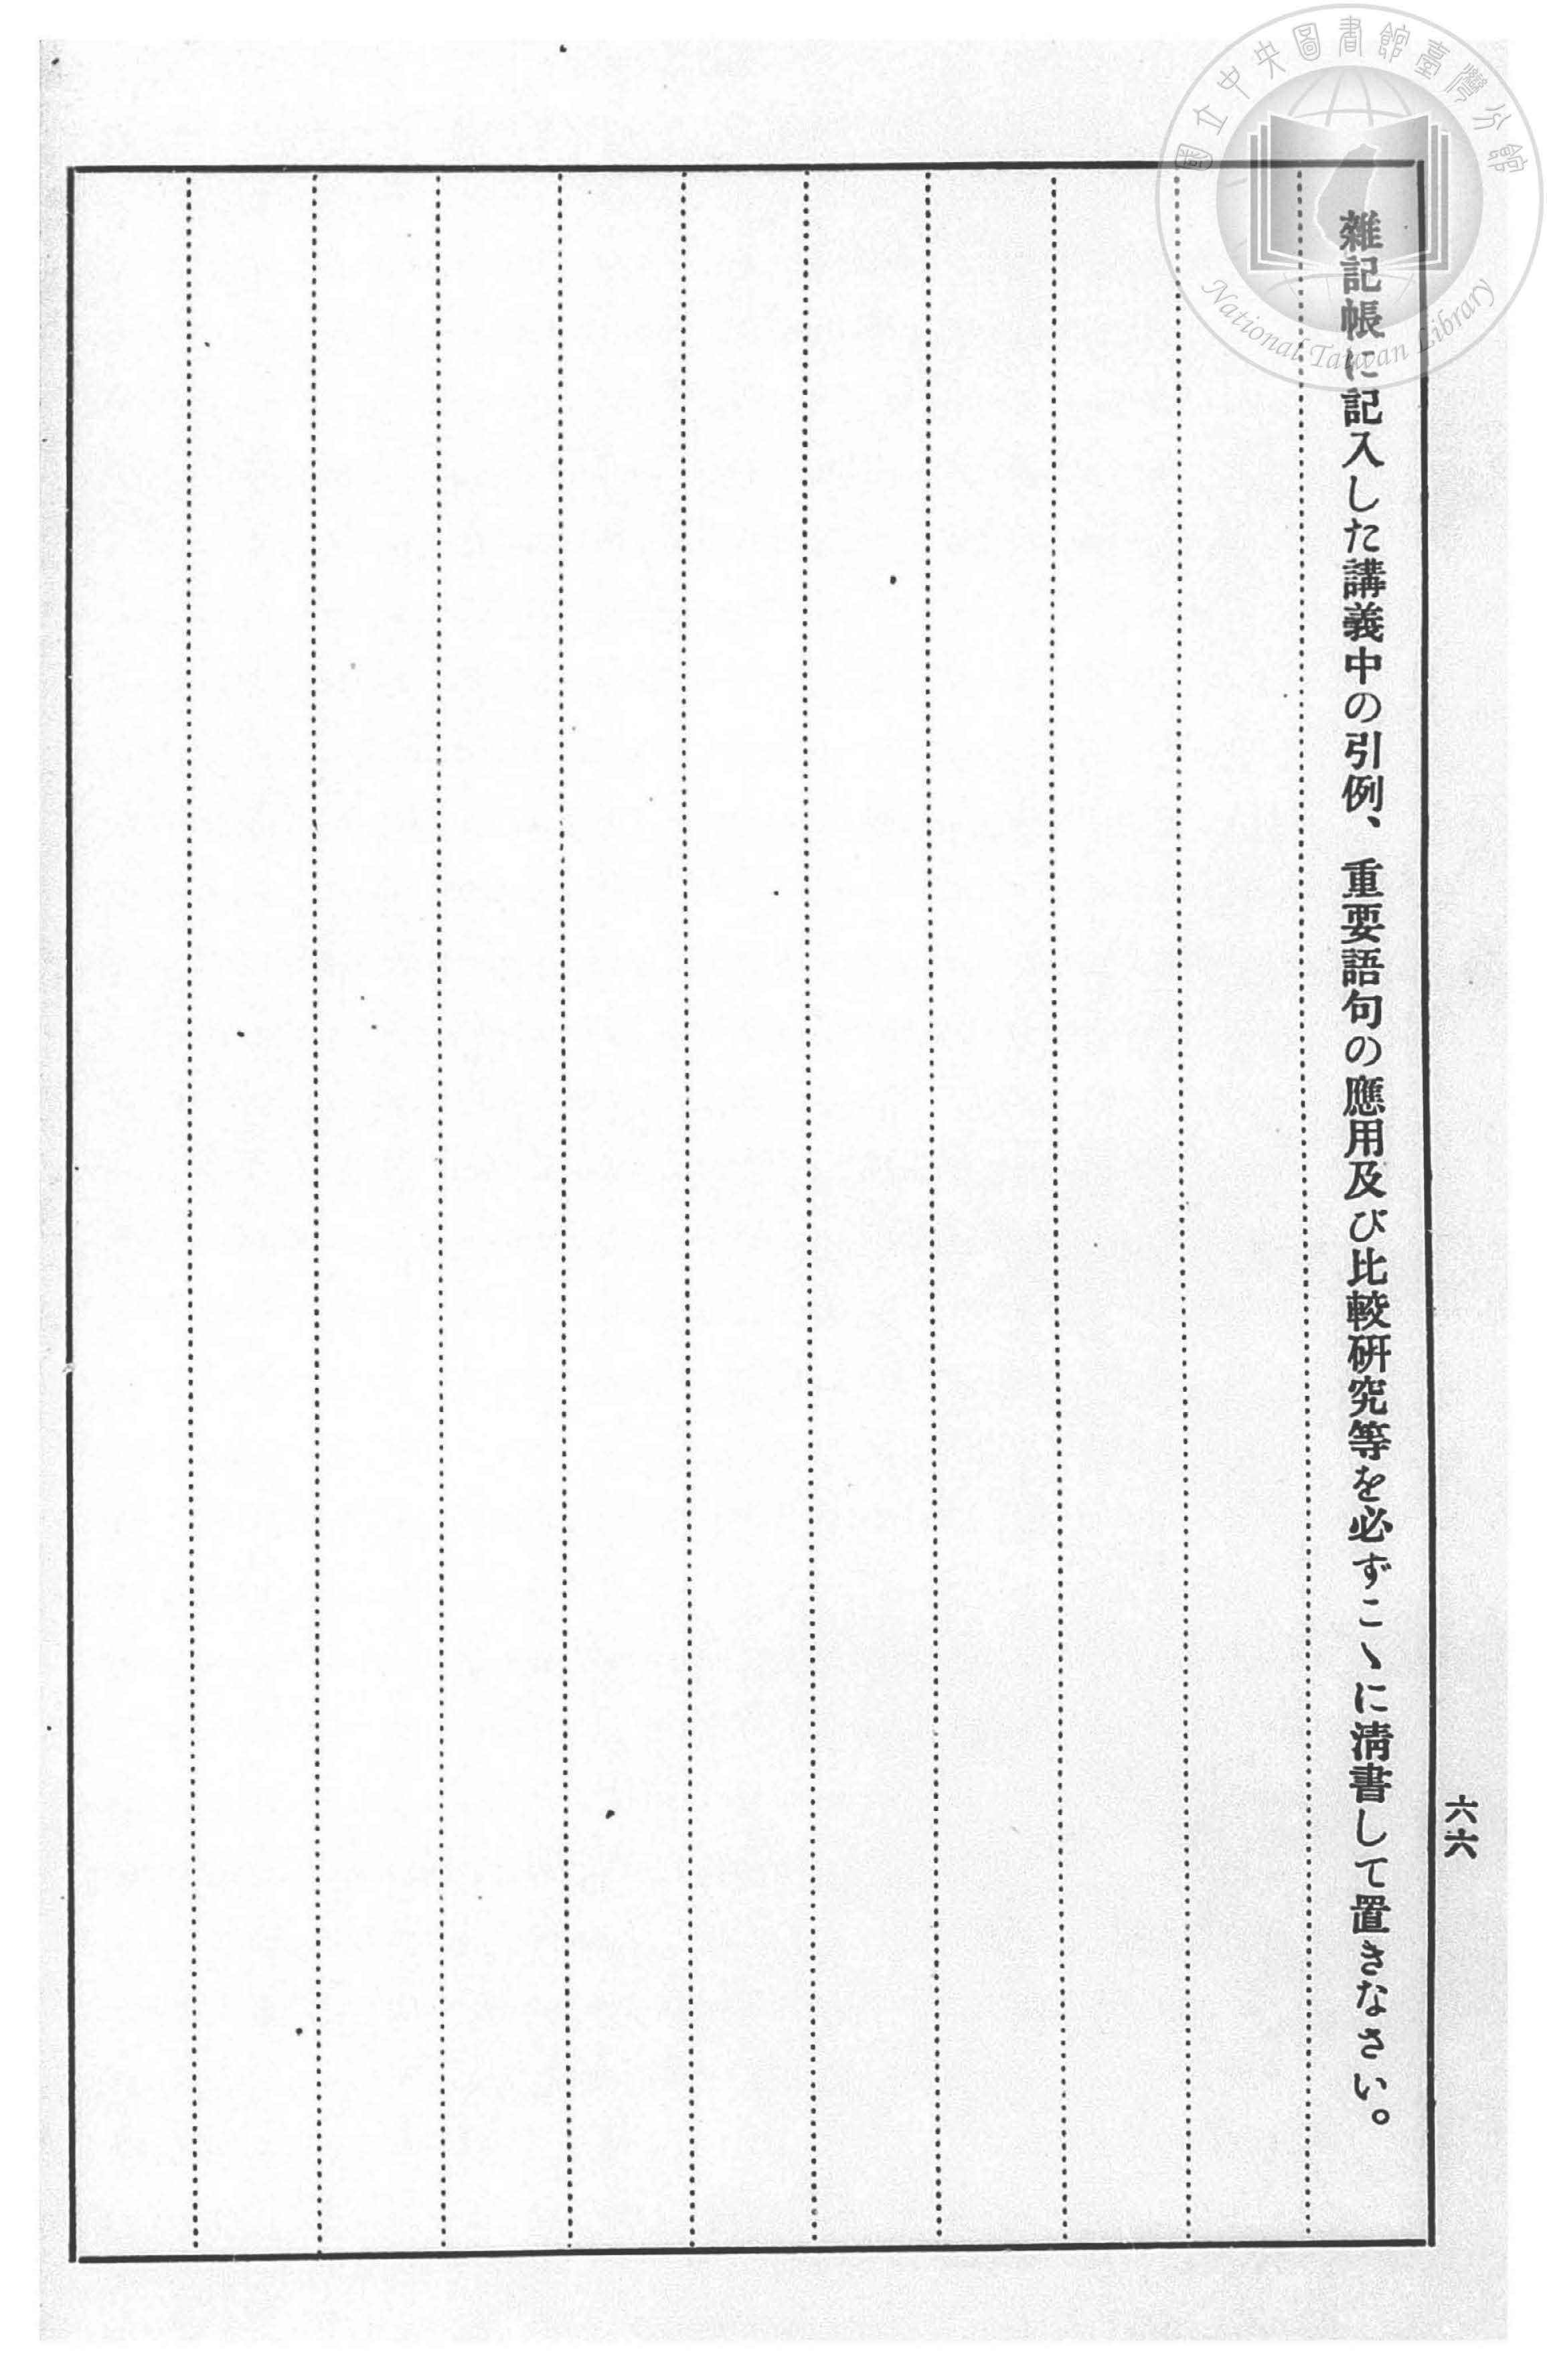 雜記帳に記入した講義中の引例、重要語句の應用及び比較硏究等を必ずこゝに淸書して置きなさい。
六六
國立中央圖書館臺灣分館
National Taiwan Library